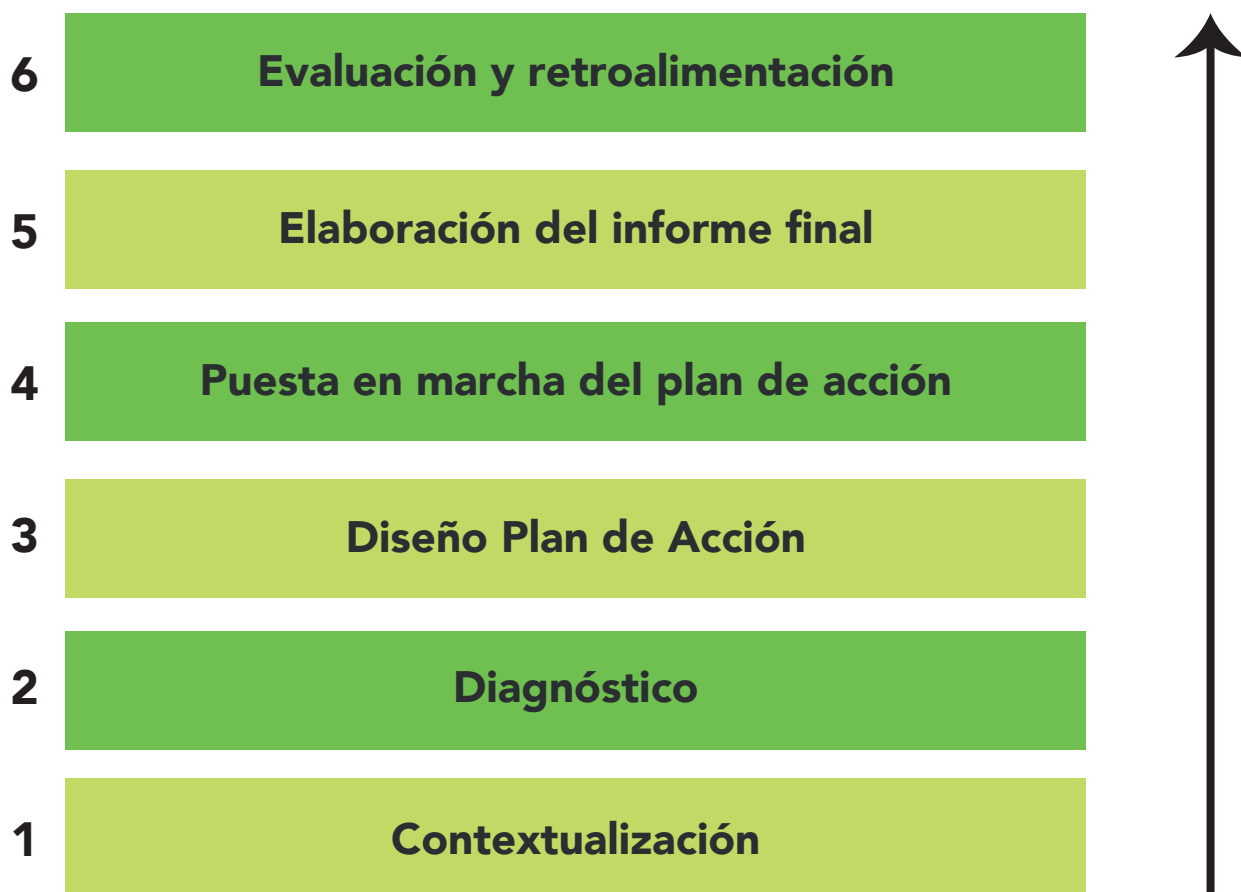 6 Evaluación y retroalimentación
5 Elaboración del informe final
4 Puesta en marcha del plan de acción
3 Diseño Plan de Acción
2 Diagnóstico
1 Contextualización